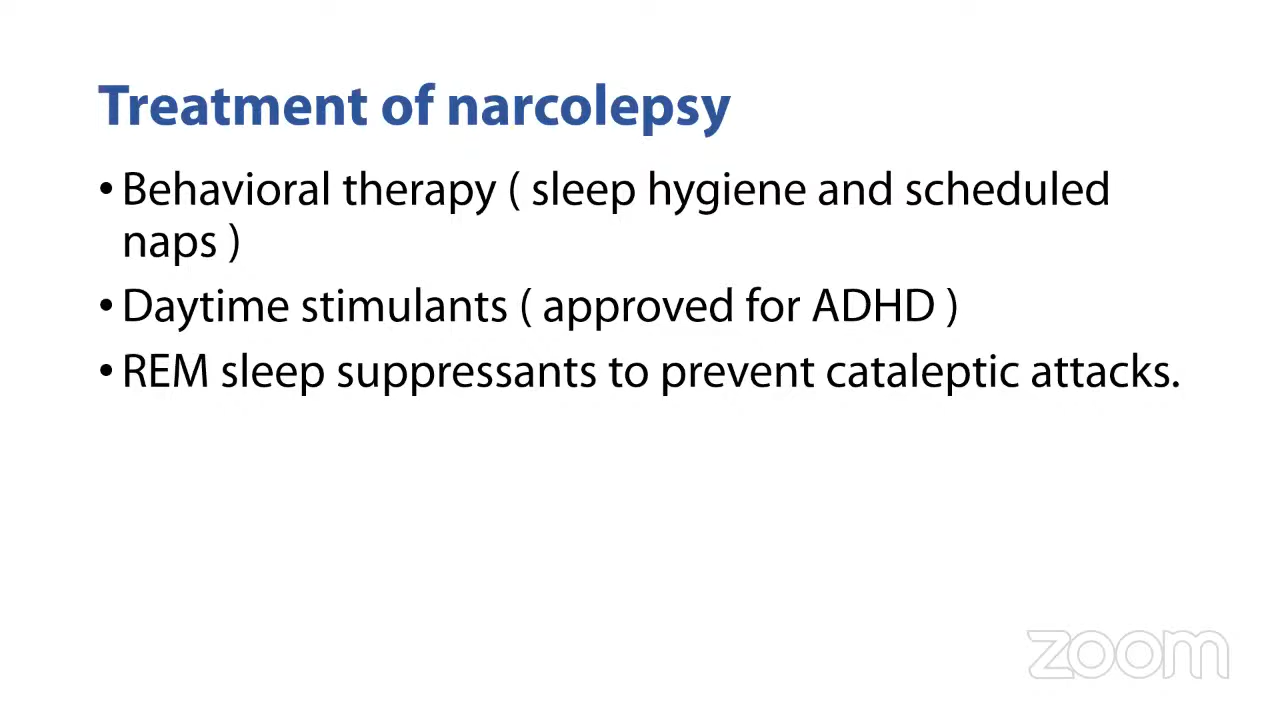 Treatment of narcolepsy
• Behavioral therapy ( sleep hygiene and scheduled
naps )
• Daytime stimulants ( approved for ADHD )
• REM sleep suppressants to prevent cataleptic attacks.
zoom